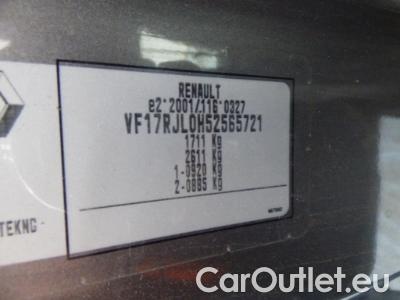 RENAULT
e2*2001/116*0327
VF17RJL0H52565721
1711 Kg
2611 Kg
1-0920 Kg
2-0885 Kg
TEKNG -
CarOutlet.eu